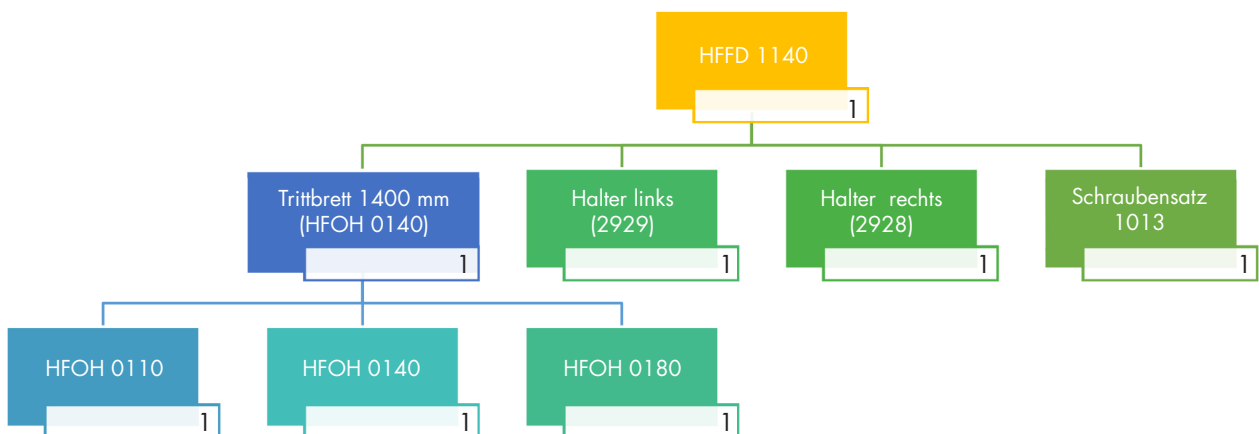 HFFD 1140
1
Trittbrett 1400 mm
(HFOH 0140)
1
Halter links
(2929)
1
Halter  rechts
(2928)
1
Schraubensatz
1013
1
HFOH 0110
1
HFOH 0140
1
HFOH 0180
1